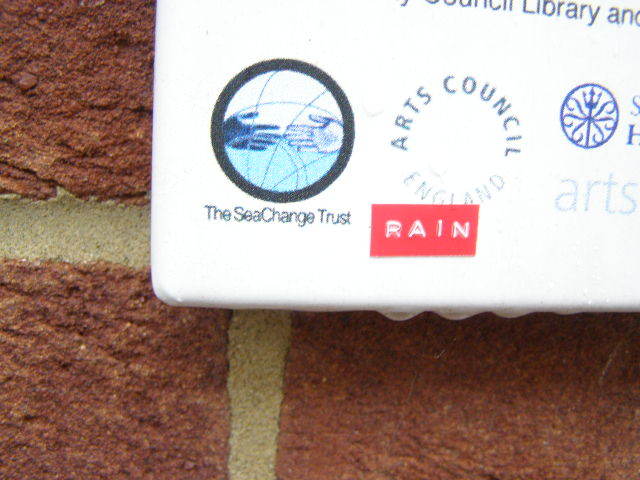 Council Library and
ARTS COUNCIL
ENGLAND
The SeaChange Trust
RAIN
S
H
arts